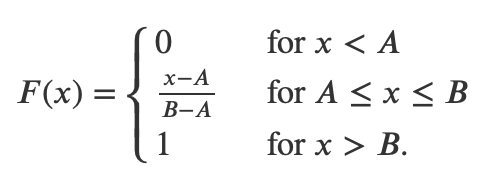 0 for x < A
F(x) = { x−A / B−A for A ≤ x ≤ B
1 for x > B.